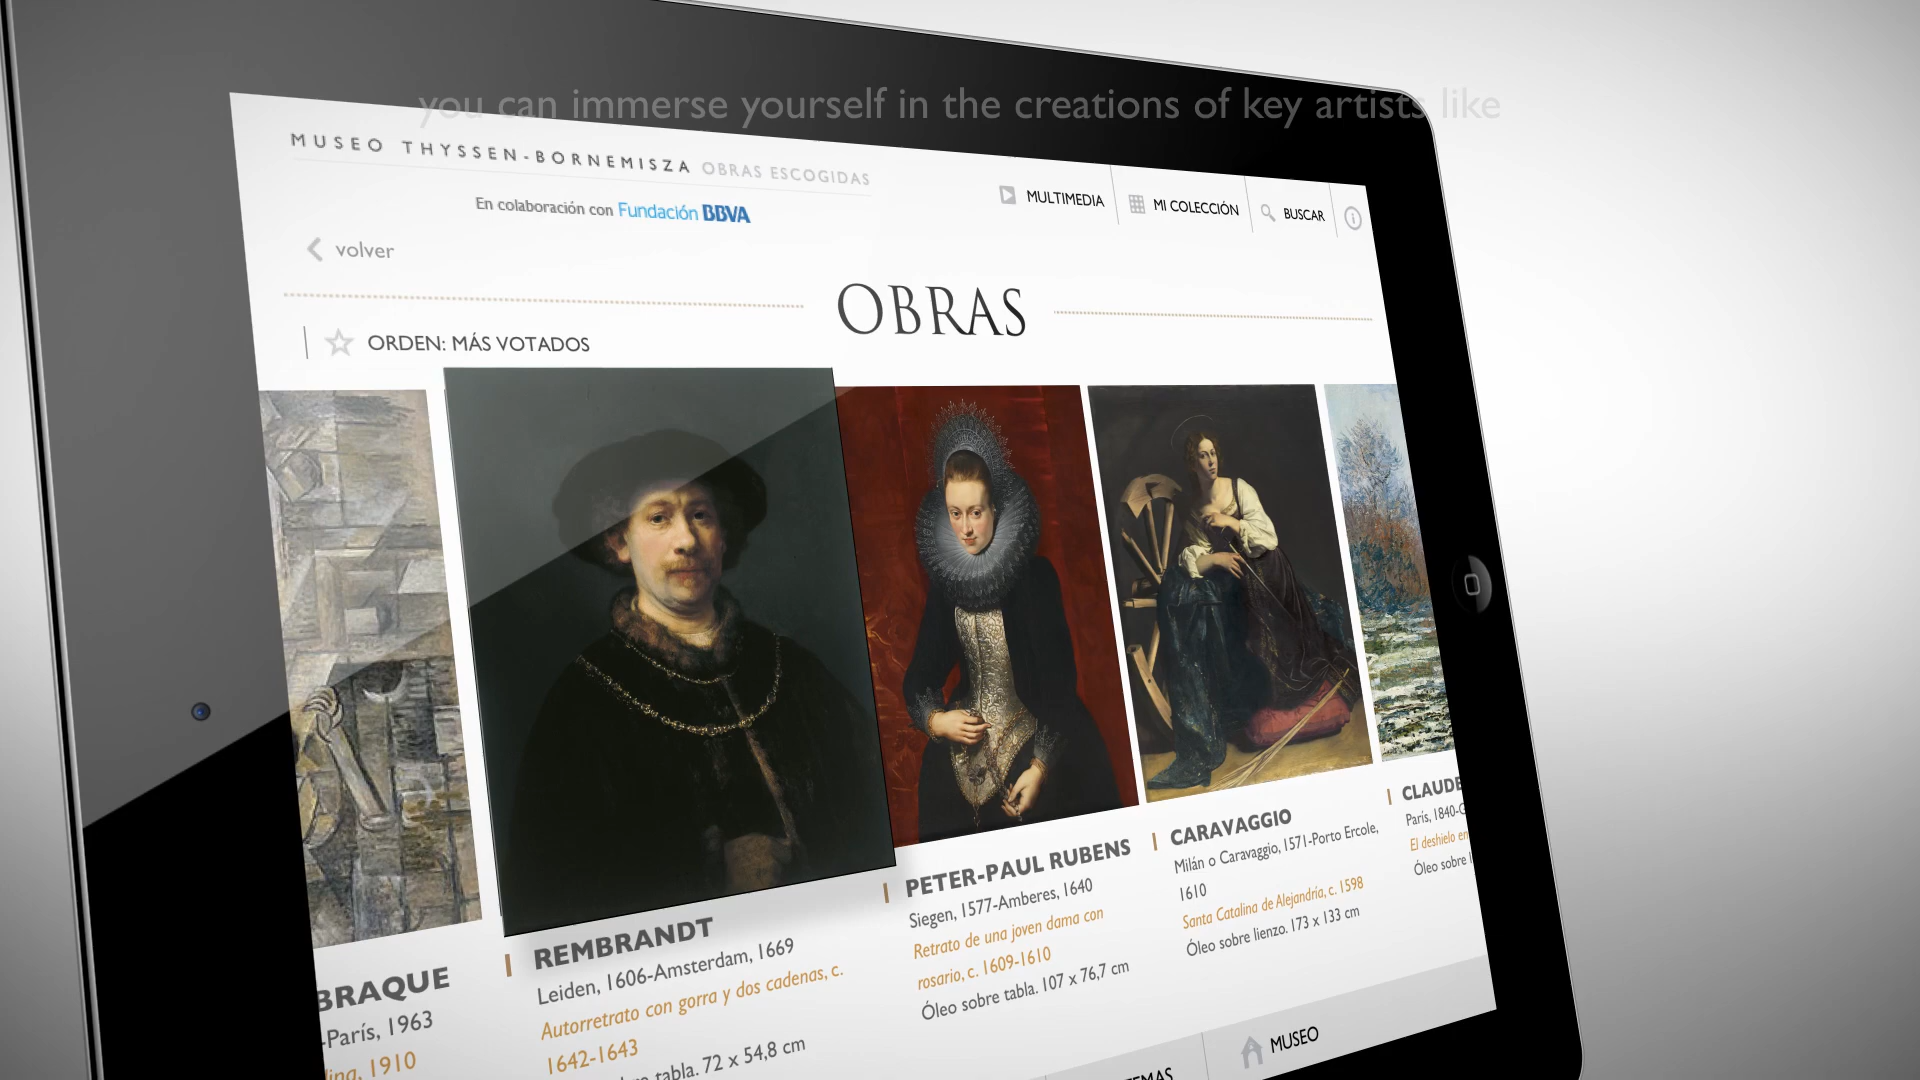 you can immerse yourself in the creations of key artists like
MUSEO THYSSEN-BORNEMISZA OBRAS ESCOGIDAS
En colaboración con Fundación BBVA
MULTIMEDIA
MI COLECCIÓN
BUSCAR
volver
OBRAS
ORDEN: MÁS VOTADOS
BRAQUE
-París, 1963
1910
REMBRANDT
Leiden, 1606-Amsterdam, 1669
Autorretrato con gorra y dos cadenas, c.
1642-1643
tabla. 72 x 54,8 cm
PETER-PAUL RUBENS
Siegen, 1577-Amberes, 1640
Retrato de una joven dama con
rosario, c. 1609-1610
Óleo sobre tabla. 107 x 76,7 cm
CARAVAGGIO
Milán o Caravaggio, 1571-Porto Ercole,
1610
Santa Catalina de Alejandría, c. 1598
Óleo sobre lienzo. 173 x 133 cm
CLAUDE
París, 1840-G
El deshielo en
Óleo sobre l
TEMAS
MUSEO